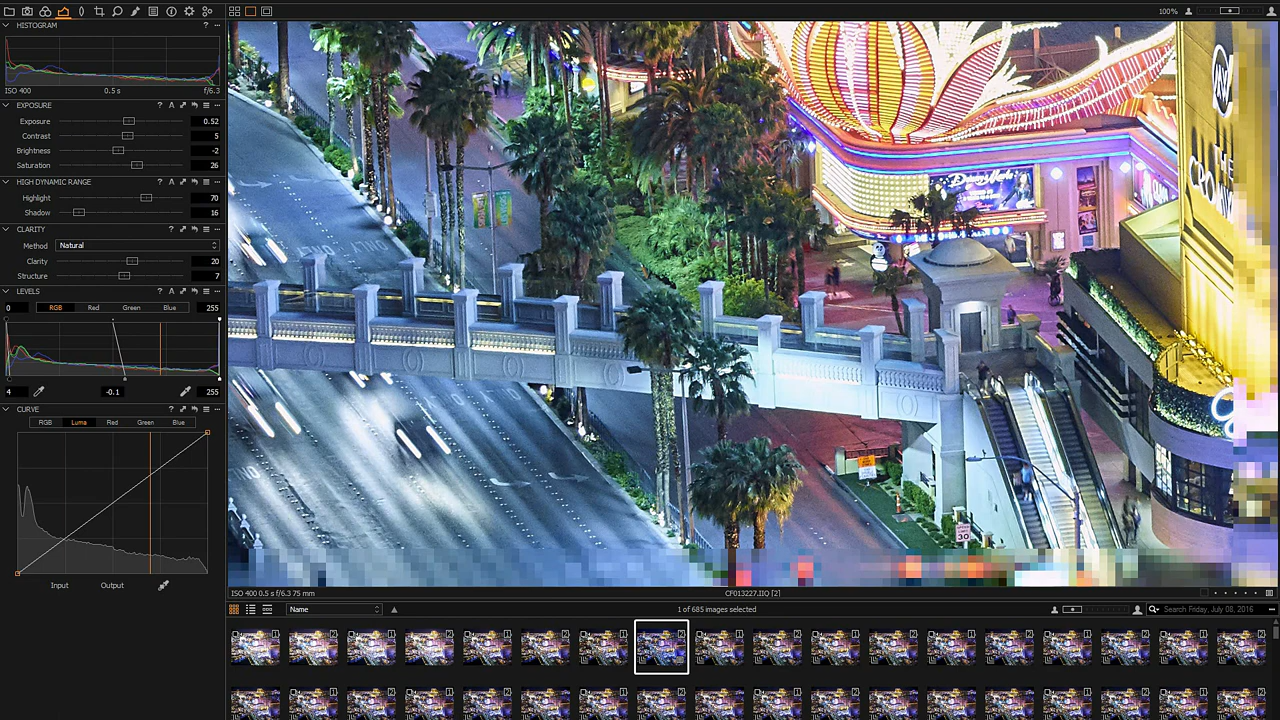 100%
HISTOGRAM
ISO 400 0.5 s f/6.3
EXPOSURE
Exposure 0.52
Contrast 5
Brightness -2
Saturation 26
HIGH DYNAMIC RANGE
Highlight 70
Shadow 16
CLARITY
Method Natural
Clarity 20
Structure 7
LEVELS
0 RGB Red Green Blue 255
4 -0.1 255
CURVE
RGB Luma Red Green Blue
Input Output
SPEED
LIMIT
30
ISO 400 0.5 s f/6.3 75 mm
CF013227.IIQ [2]
Name
1 of 685 images selected
Search Friday, July 08, 2016